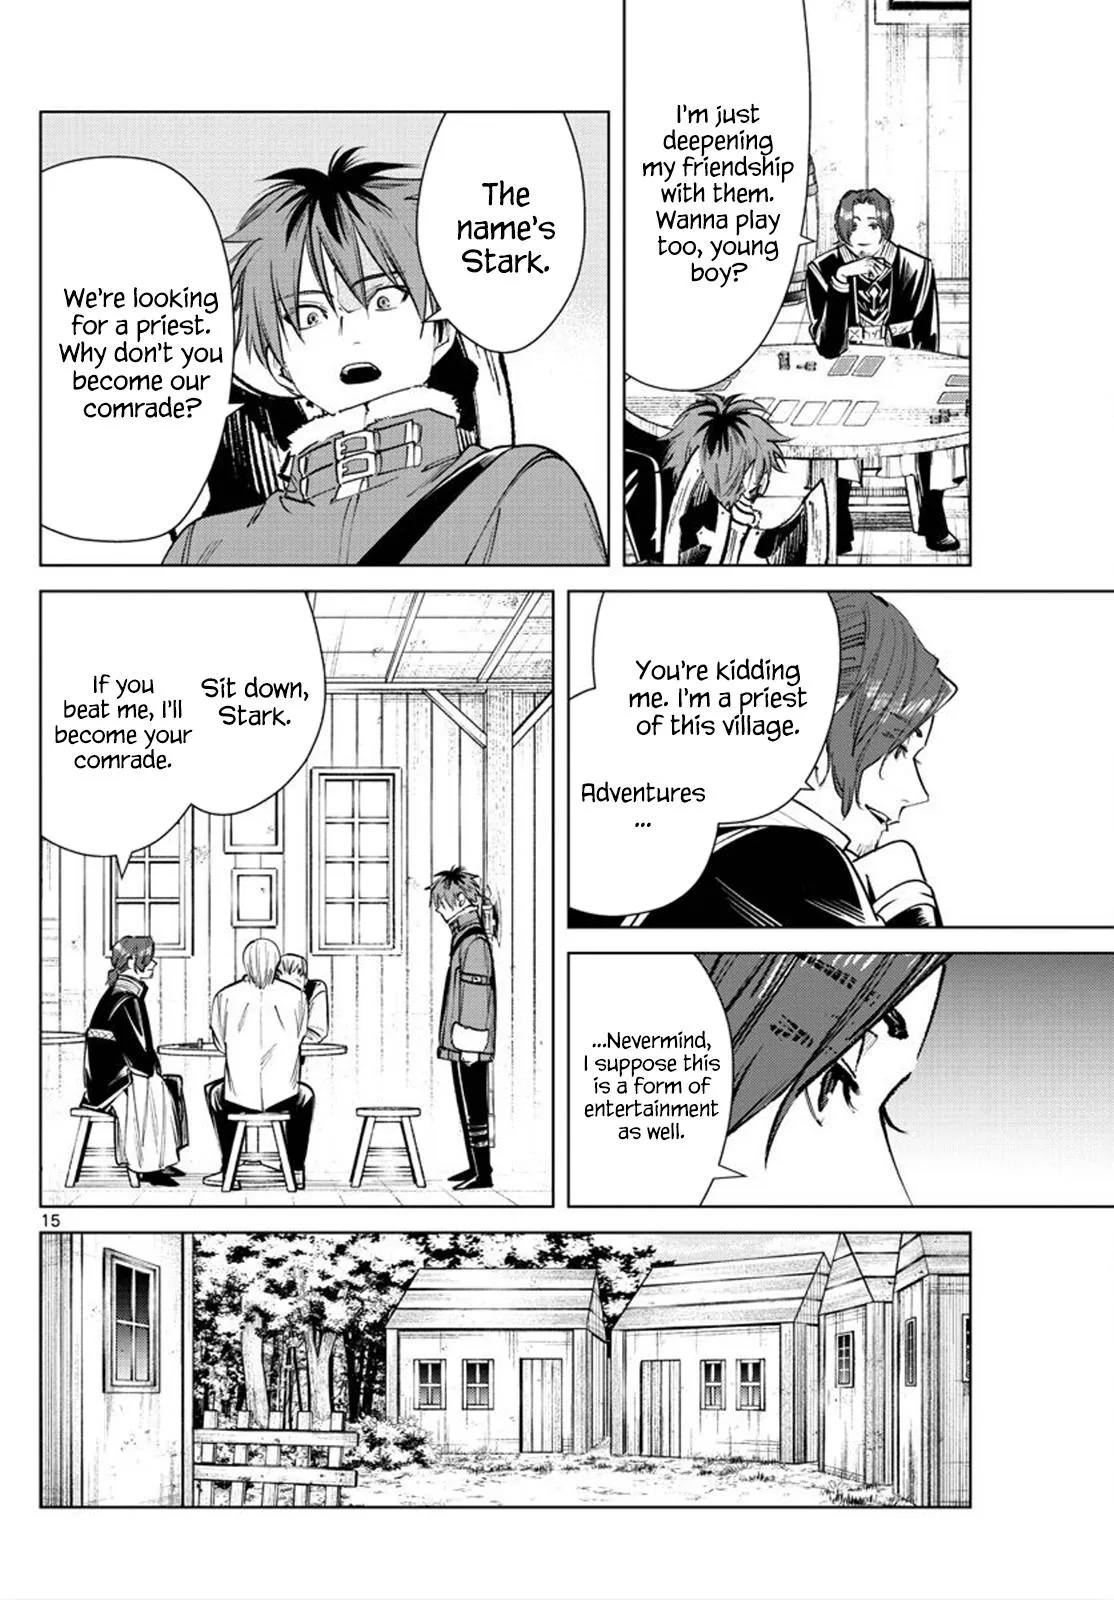 I'm just
deepening
my friendship
with them.
Wanna play
too, young
boy?
The
name's
Stark.
We're looking
for a priest.
Why don't you
become our
comrade?
You're kidding
me. I'm a priest
of this village.
Adventures
...
...Nevermind,
I suppose this
is a form of
entertainment
as well.
Sit down,
Stark.
If you
beat me, I'll
become your
comrade.
15